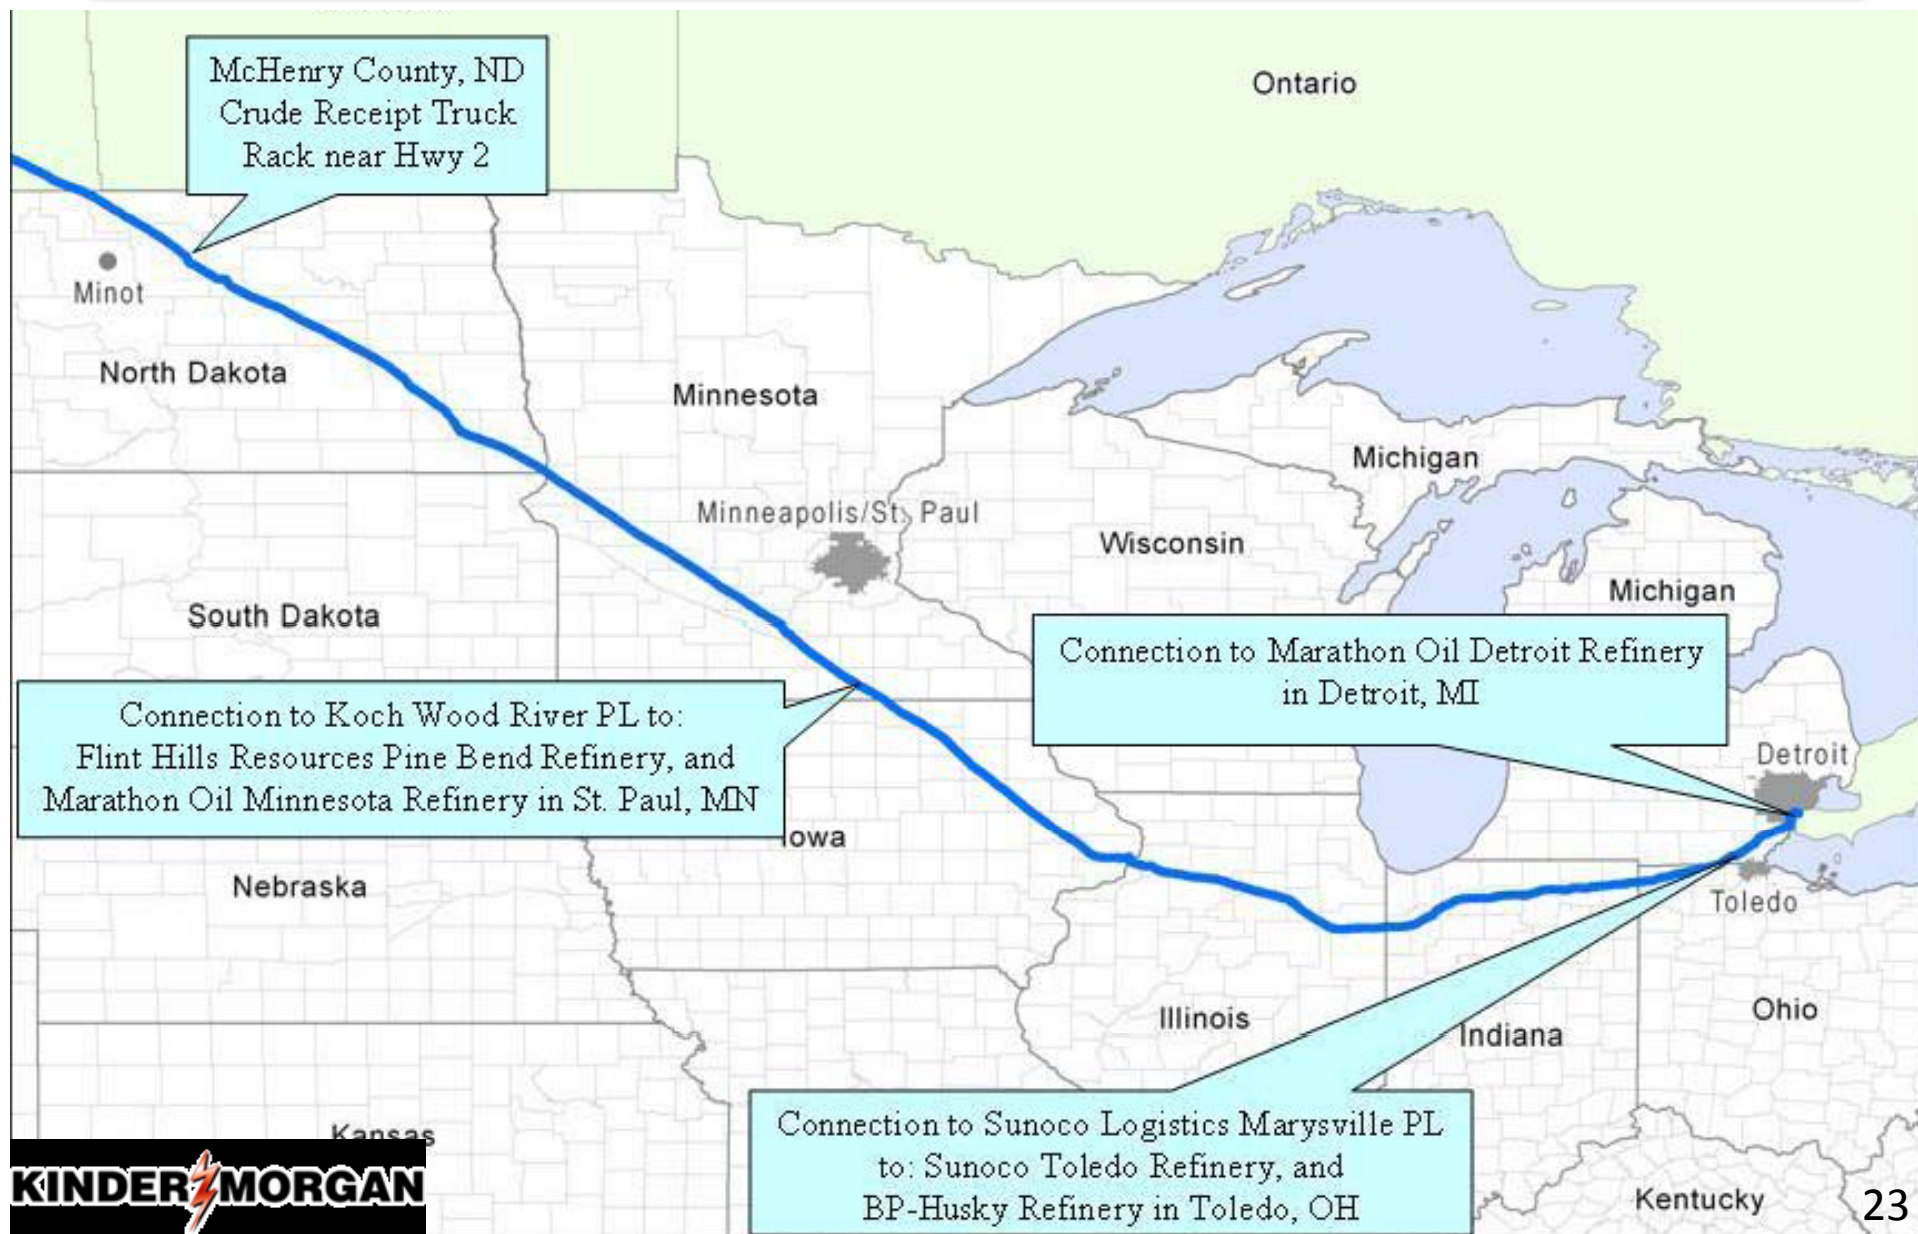 McHenry County, ND
Crude Receipt Truck
Rack near Hwy 2
Ontario
Minot
North Dakota
Minnesota
Michigan
Minneapolis/St. Paul
Wisconsin
Michigan
South Dakota
Connection to Marathon Oil Detroit Refinery
in Detroit, MI
Connection to Koch Wood River PL to:
Flint Hills Resources Pine Bend Refinery, and
Marathon Oil Minnesota Refinery in St. Paul, MN
Detroit
Iowa
Nebraska
Toledo
Illinois
Indiana
Ohio
Connection to Sunoco Logistics Marysville PL
to: Sunoco Toledo Refinery, and
BP-Husky Refinery in Toledo, OH
Kansas
KINDER MORGAN
Kentucky
23